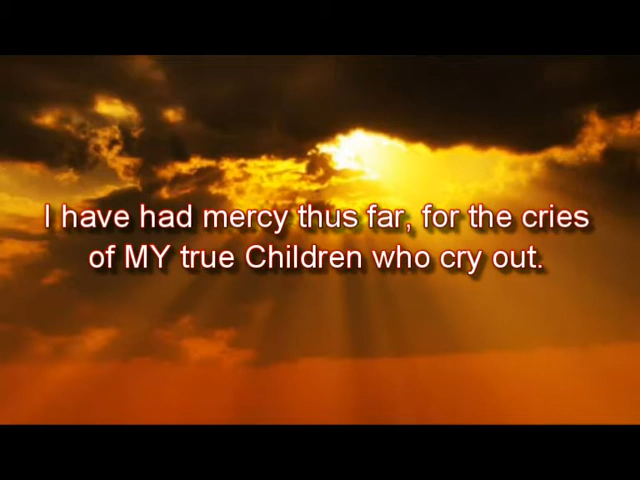 I have had mercy thus far, for the cries
of MY true Children who cry out.